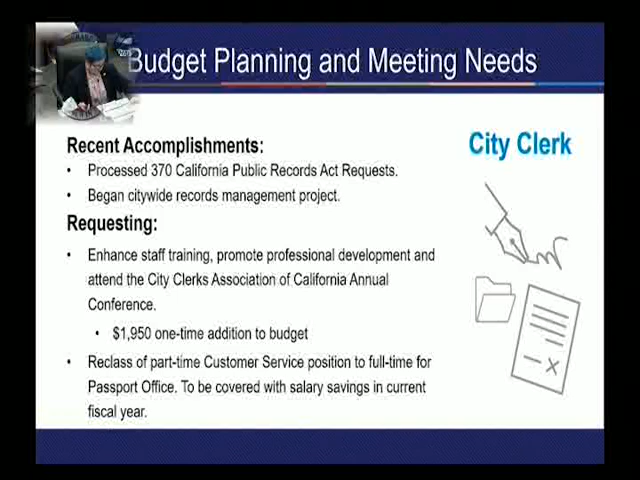 Budget Planning and Meeting Needs
City Clerk
Recent Accomplishments:
• Processed 370 California Public Records Act Requests.
• Began citywide records management project.
Requesting:
• Enhance staff training, promote professional development and
attend the City Clerks Association of California Annual
Conference.
• $1,950 one-time addition to budget
• Reclass of part-time Customer Service position to full-time for
Passport Office. To be covered with salary savings in current
fiscal year.